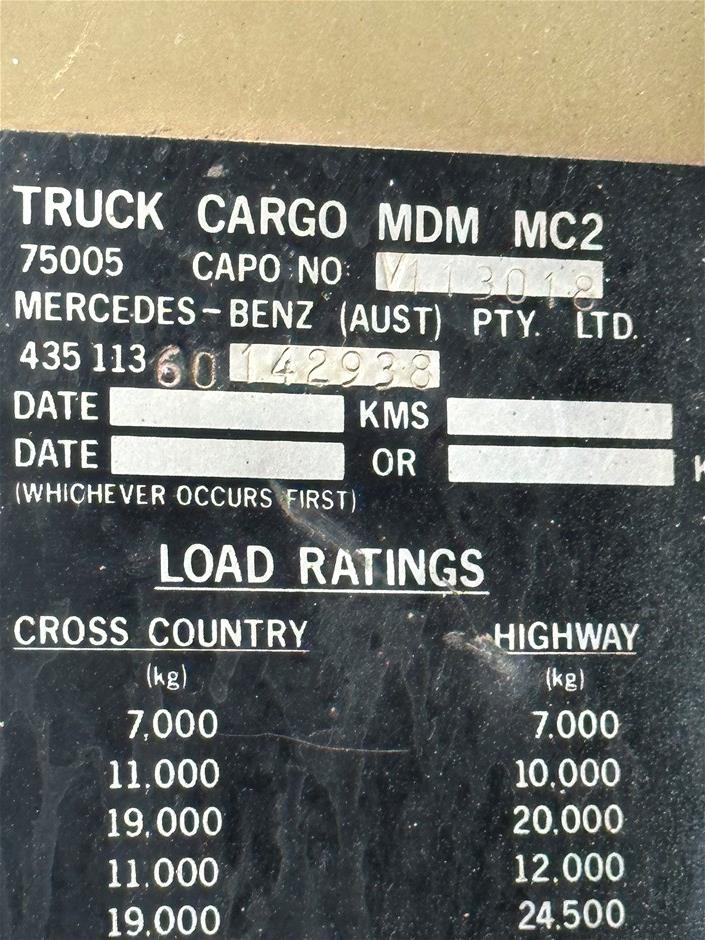 TRUCK CARGO MDM MC2
75005 CAPO NO V113018
MERCEDES-BENZ (AUST) PTY. LTD.
435 113 60 142938
DATE KMS
DATE OR K
(WHICHEVER OCCURS FIRST)
LOAD RATINGS
CROSS COUNTRY HIGHWAY
(kg) (kg)
7,000 7.000
11.000 10,000
19,000 20.000
11.000 12.000
19,000 24.500